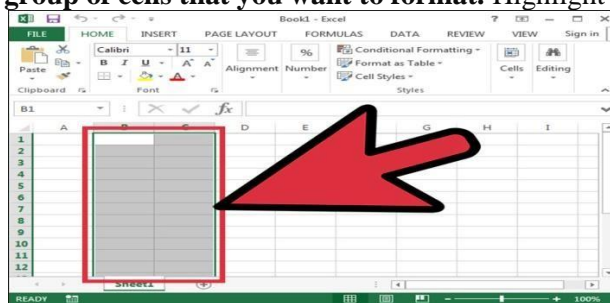 group of cells that you want to format. Highlight
Book1 - Excel
FILE HOME INSERT PAGE LAYOUT FORMULAS DATA REVIEW VIEW Sign in
Calibri 11 Conditional Formatting
Paste B I U A A Alignment % Number Format as Table Cells Editing
A Cell Styles
Clipboard Font Styles
B1 fx
A B C D E G H I
1
2
3
4
5
6
7
8
9
10
11
12
Sheet1
READY 100%